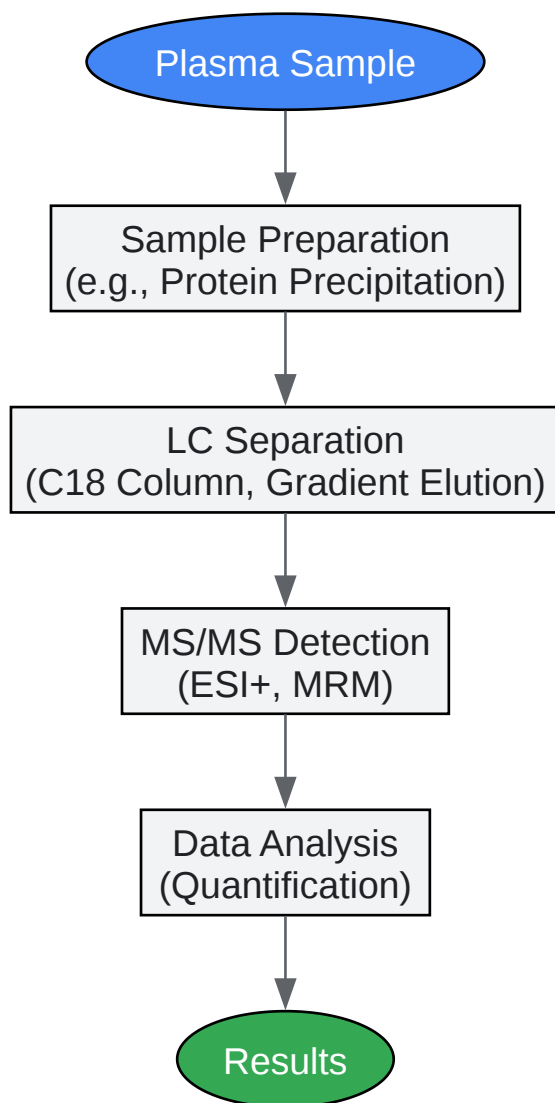 Plasma Sample
Sample Preparation
(e.g., Protein Precipitation)
LC Separation
(C18 Column, Gradient Elution)
MS/MS Detection
(ESI+, MRM)
Data Analysis
(Quantification)
Results